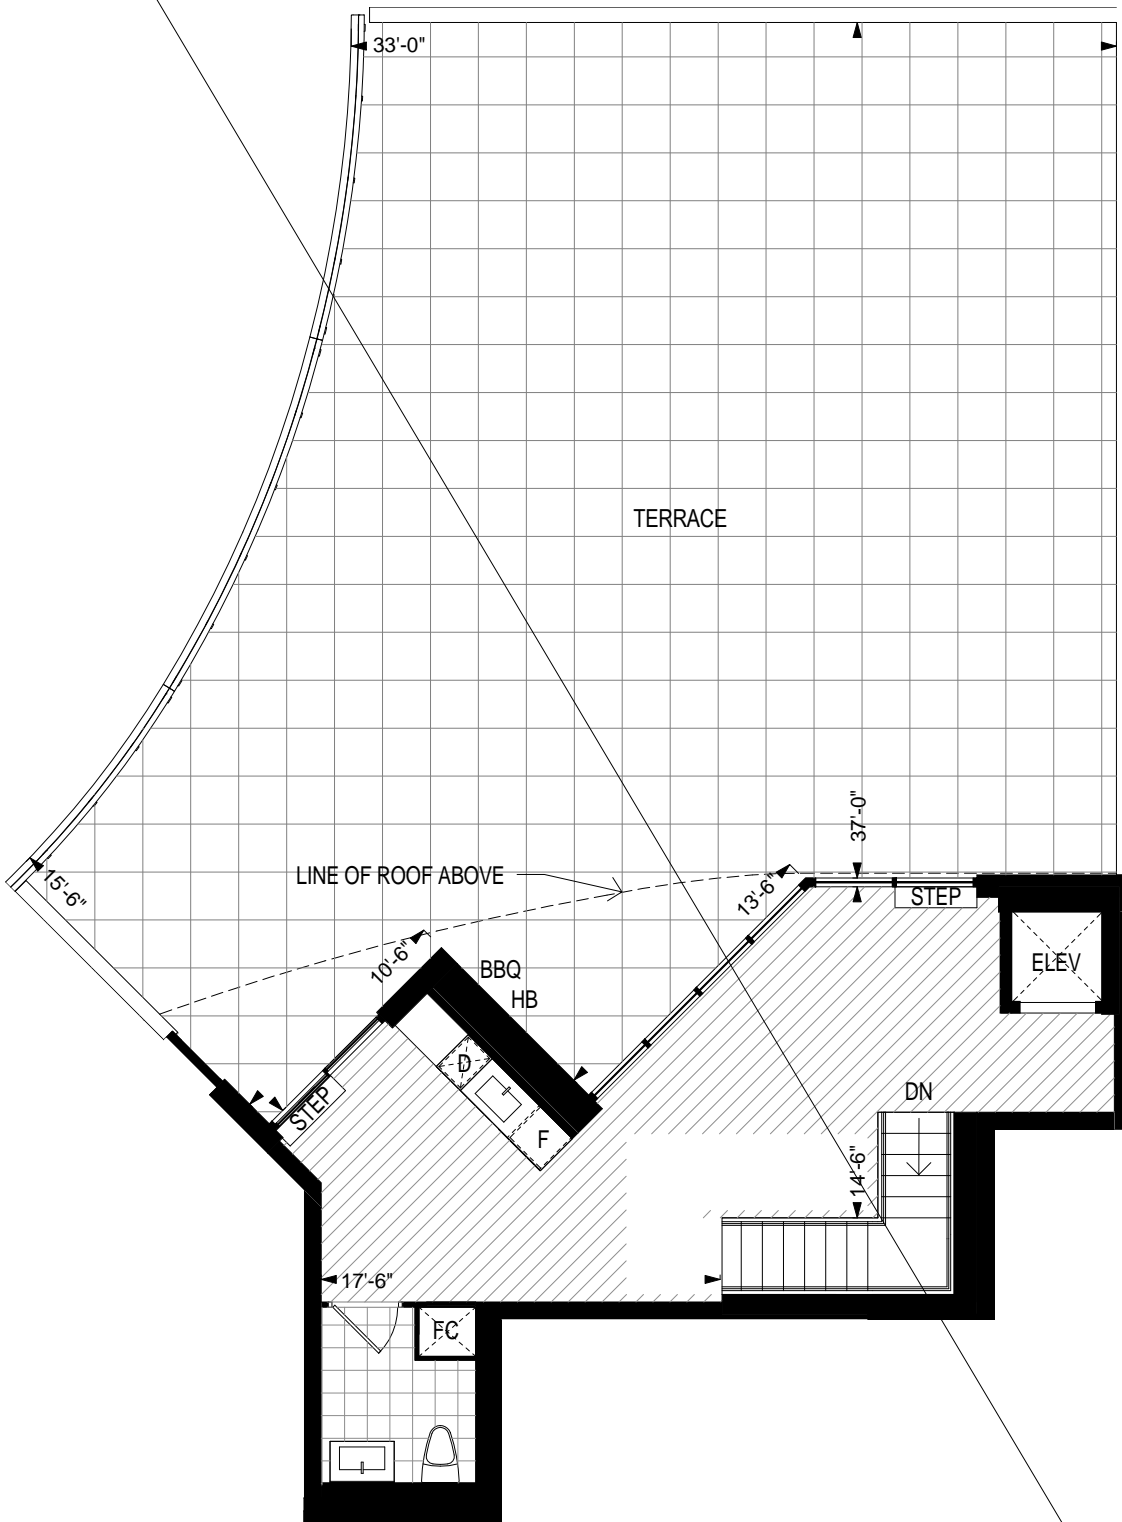 33'-0"
TERRACE
37'-0"
15'-6"
LINE OF ROOF ABOVE
13'-6"
STEP
10'-6"
BBQ
HB
ELEV
D
STEP
DN
F
14'-6"
17'-6"
FC